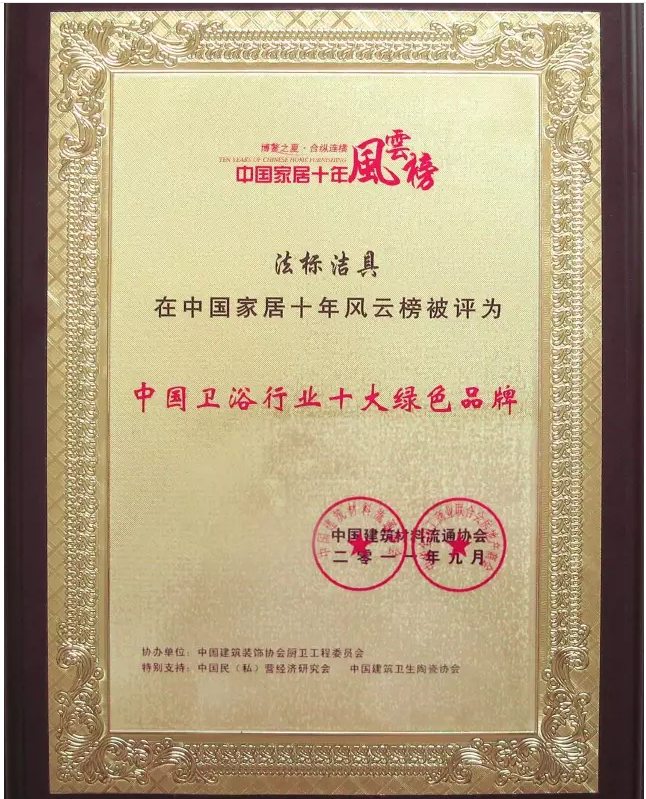 博鳌之夏·合纵连横
TEN YEARS OF CHINESE HOME FURNISHING
中国家居十年風雲榜
法标洁具
在中国家居十年风云榜被评为
中国卫浴行业十大绿色品牌
中国建筑材料流通协会
二零一一年九月
协办单位：中国建筑装饰协会厨卫工程委员会
特别支持：中国民（私）营经济研究会 中国建筑卫生陶瓷协会